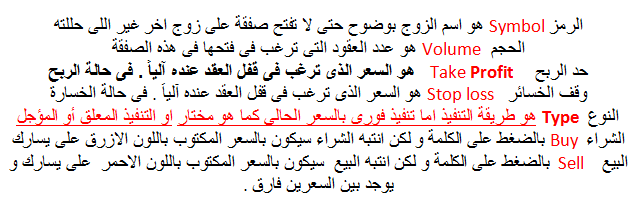 الرمز Symbol هو اسم الزوج بوضوح حتى لا تفتح صفقة على زوج اخر غير اللى حللته
الحجم Volume هو عدد العقود التى ترغب فى فتحها فى هذه الصفقة
حد الربح Take Profit هو السعر الذى ترغب فى قفل العقد عنده آلياً . فى حالة الربح
وقف الخسائر Stop loss هو السعر الذى ترغب فى قفل العقد عنده آلياً . فى حالة الخسارة
النوع Type هو طريقة التنفيذ اما تنفيذ فورى بالسعر الحالي كما هو مختار او التنفيذ المعلق أو المؤجل
الشراء Buy بالضغط على الكلمة و لكن انتبه الشراء سيكون بالسعر المكتوب باللون الازرق على يسارك
البيع Sell بالضغط على الكلمة و لكن انتبه البيع سيكون بالسعر المكتوب باللون الاحمر على يسارك و
يوجد بين السعرين فارق .